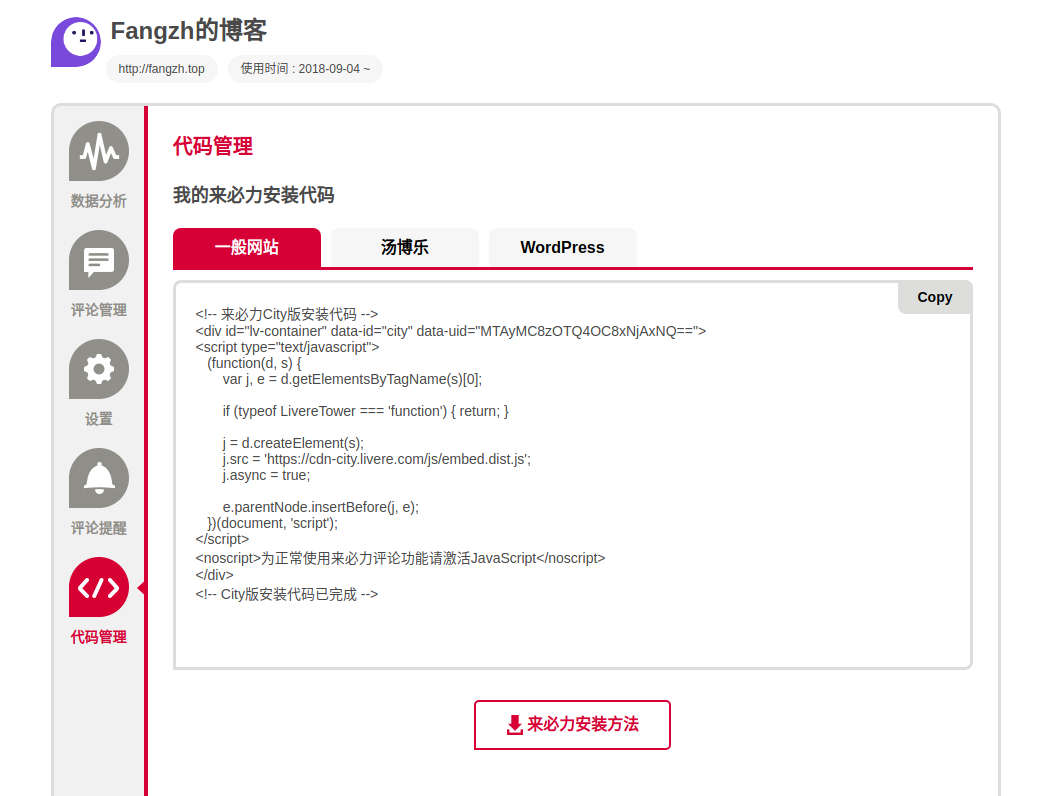 Fangzh的博客
http://fangzh.top
使用时间 : 2018-09-04 ~
数据分析
评论管理
设置
评论提醒
代码管理
代码管理
我的来必力安装代码
一般网站
汤博乐
WordPress
Copy
<!-- 来必力City版安装代码 -->
<div id="lv-container" data-id="city" data-uid="MTAyMC8zOTQ4OC8xNjAxNQ==">
<script type="text/javascript">
(function(d, s) {
var j, e = d.getElementsByTagName(s)[0];
if (typeof LivereTower === 'function') { return; }
j = d.createElement(s);
j.src = 'https://cdn-city.livere.com/js/embed.dist.js';
j.async = true;
e.parentNode.insertBefore(j, e);
})(document, 'script');
</script>
<noscript>为正常使用来必力评论功能请激活JavaScript</noscript>
</div>
<!-- City版安装代码已完成 -->
来必力安装方法